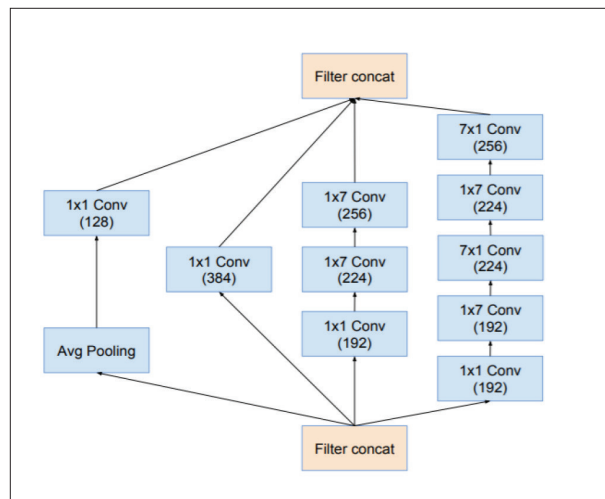 Filter concat
7x1 Conv
(256)
1x7 Conv
(224)
1x1 Conv
(128)
1x7 Conv
(256)
7x1 Conv
(224)
1x1 Conv
(384)
1x7 Conv
(224)
1x7 Conv
(192)
1x1 Conv
(192)
Avg Pooling
1x1 Conv
(192)
Filter concat